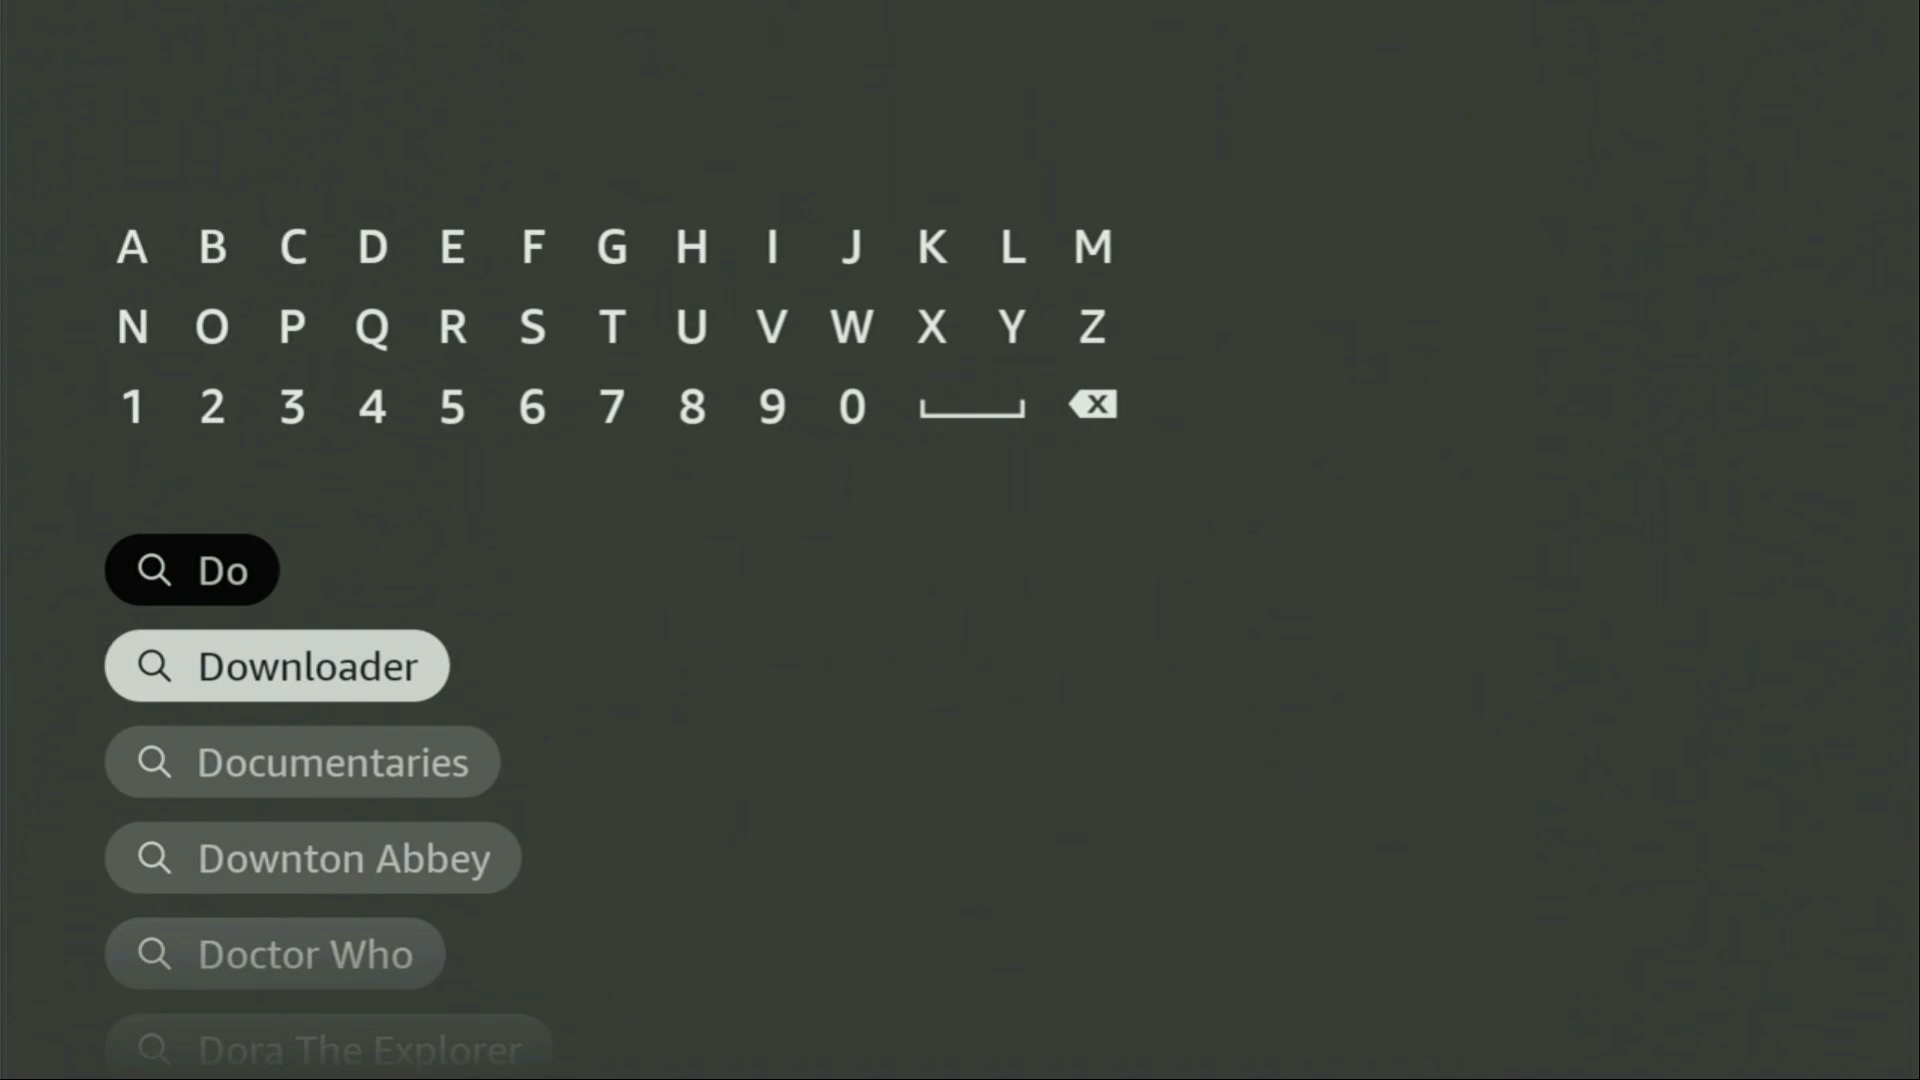 A B C D E F G H I J K L M
N O P Q R S T U V W X Y Z
1 2 3 4 5 6 7 8 9 0
Do
Downloader
Documentaries
Downton Abbey
Doctor Who
Dora The Explorer